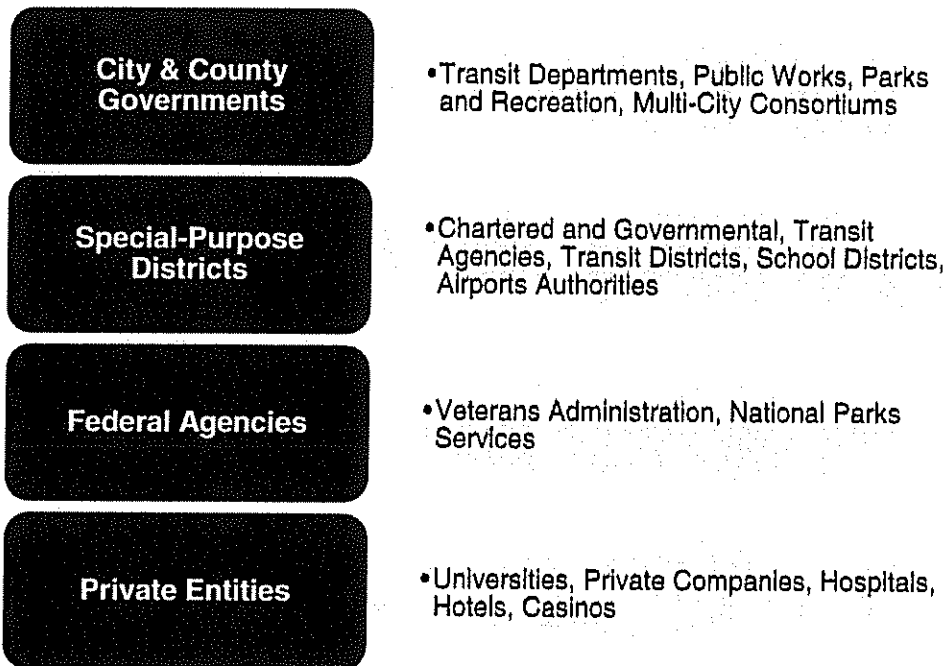 City & County
Governments
•Transit Departments, Public Works, Parks
and Recreation, Multi-City Consortiums
Special-Purpose
Districts
•Chartered and Governmental, Transit
Agencies, Transit Districts, School Districts,
Airports Authorities
Federal Agencies
•Veterans Administration, National Parks
Services
Private Entities
•Universities, Private Companies, Hospitals,
Hotels, Casinos